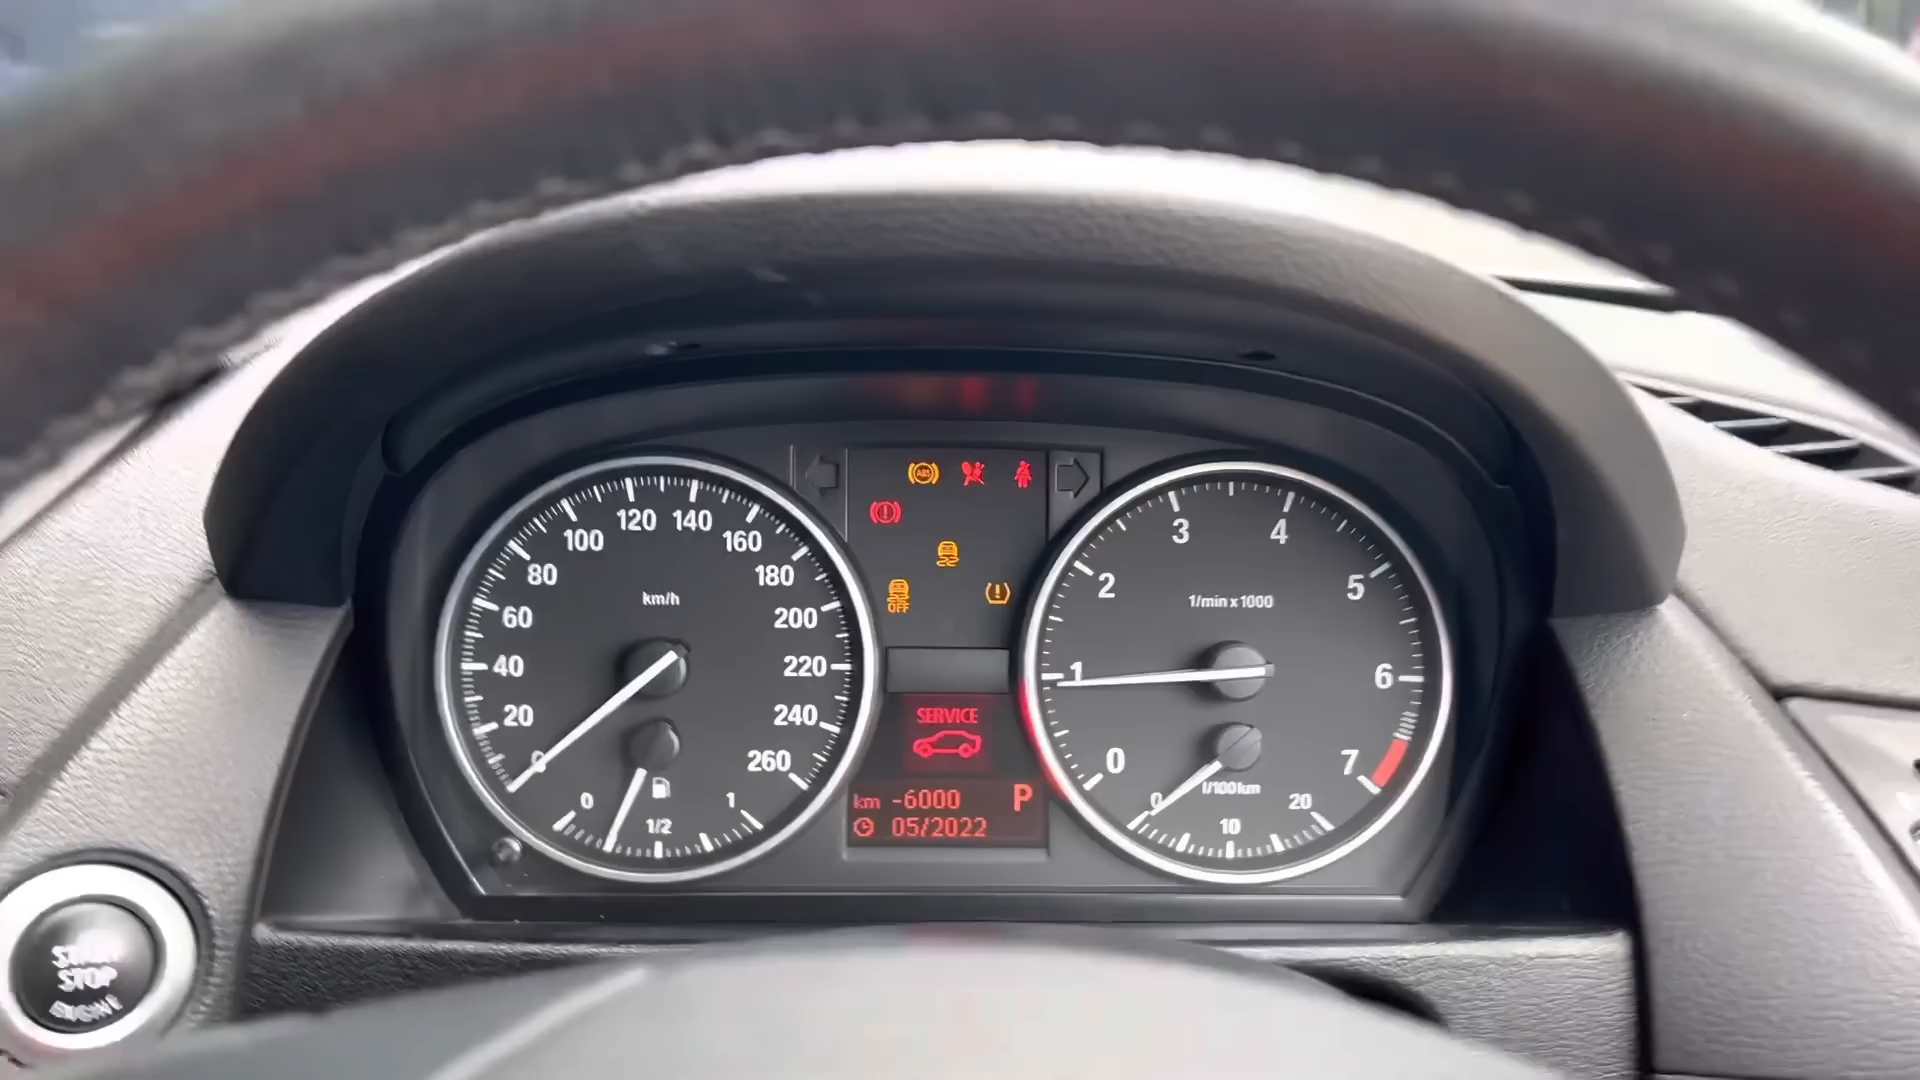 120 140
100 160
80 180
60 km/h 200
40 220
20 240
0 260
0 1/2 1
ABS
OFF
SERVICE
km -6000 P
05/2022
3 4
2 5
1/min x 1000
1 6
0 7
l/100km
0 10 20
START
STOP
ENGINE